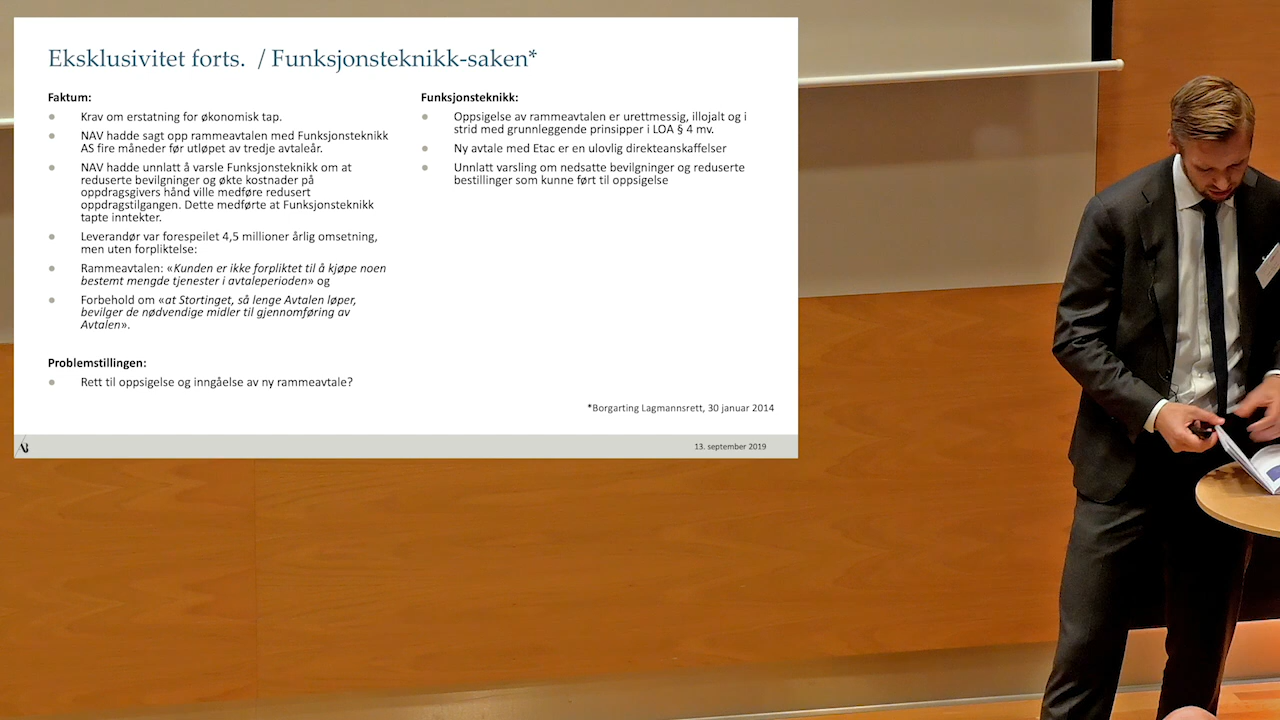 Eksklusivitet forts. / Funksjonsteknikk-saken*
Faktum:
Krav om erstatning for økonomisk tap.
NAV hadde sagt opp rammeavtalen med Funksjonsteknikk
AS fire måneder før utløpet av tredje avtaleår.
NAV hadde unnlatt å varsle Funksjonsteknikk om at
reduserte bevilgninger og økte kostnader på
oppdragsgivers hånd ville medføre redusert
oppdragstilgangen. Dette medførte at Funksjonsteknikk
tapte inntekter.
Leverandør var forespeilet 4,5 millioner årlig omsetning,
men uten forpliktelse:
Rammeavtalen: «Kunden er ikke forpliktet til å kjøpe noen
bestemt mengde tjenester i avtaleperioden» og
Forbehold om «at Stortinget, så lenge Avtalen løper,
bevilger de nødvendige midler til gjennomføring av
Avtalen».
Problemstillingen:
Rett til oppsigelse og inngåelse av ny rammeavtale?
Funksjonsteknikk:
Oppsigelse av rammeavtalen er urettmessig, illojalt og i
strid med grunnleggende prinsipper i LOA § 4 mv.
Ny avtale med Etac er en ulovlig direkteanskaffelser
Unnlatt varsling om nedsatte bevilgninger og reduserte
bestillinger som kunne ført til oppsigelse
*Borgarting Lagmannsrett, 30 januar 2014
13. september 2019